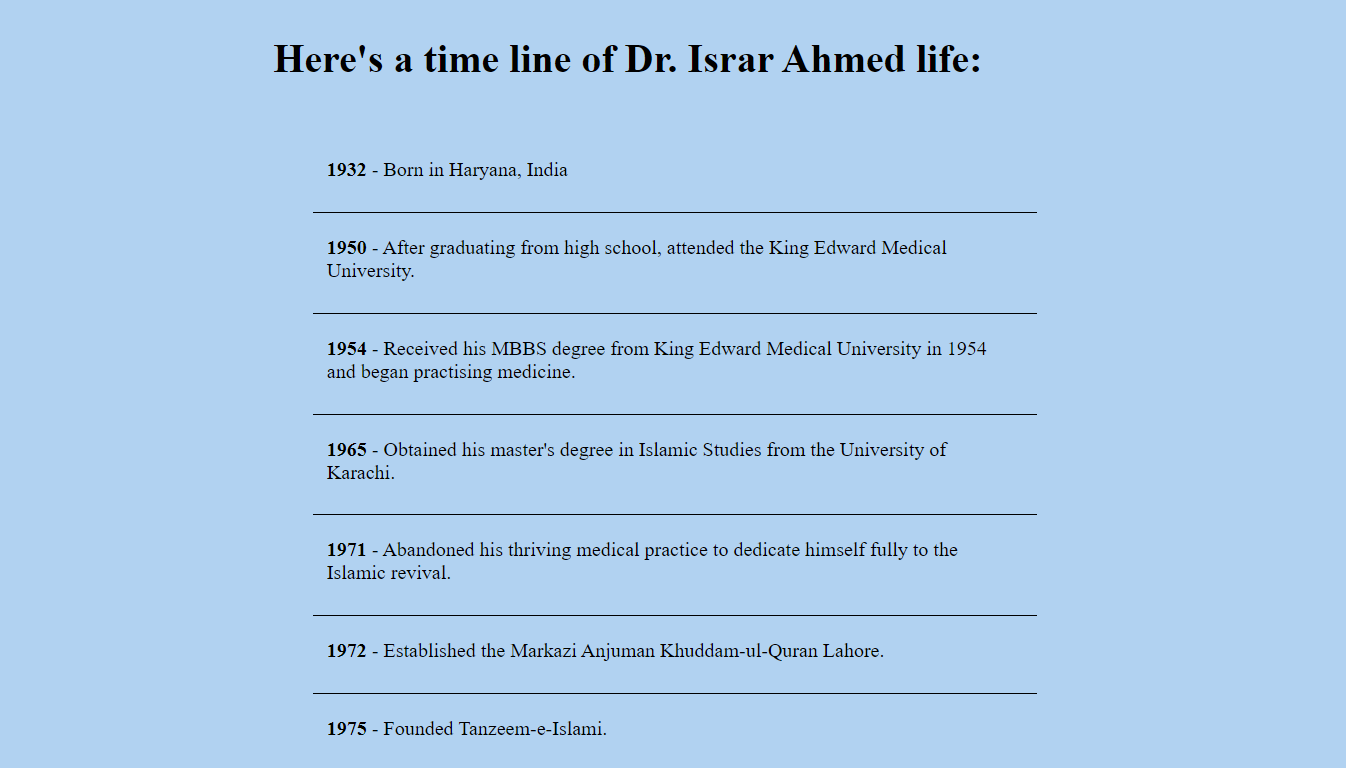 Here's a time line of Dr. Israr Ahmed life:
1932 - Born in Haryana, India
1950 - After graduating from high school, attended the King Edward Medical
University.
1954 - Received his MBBS degree from King Edward Medical University in 1954
and began practising medicine.
1965 - Obtained his master's degree in Islamic Studies from the University of
Karachi.
1971 - Abandoned his thriving medical practice to dedicate himself fully to the
Islamic revival.
1972 - Established the Markazi Anjuman Khuddam-ul-Quran Lahore.
1975 - Founded Tanzeem-e-Islami.